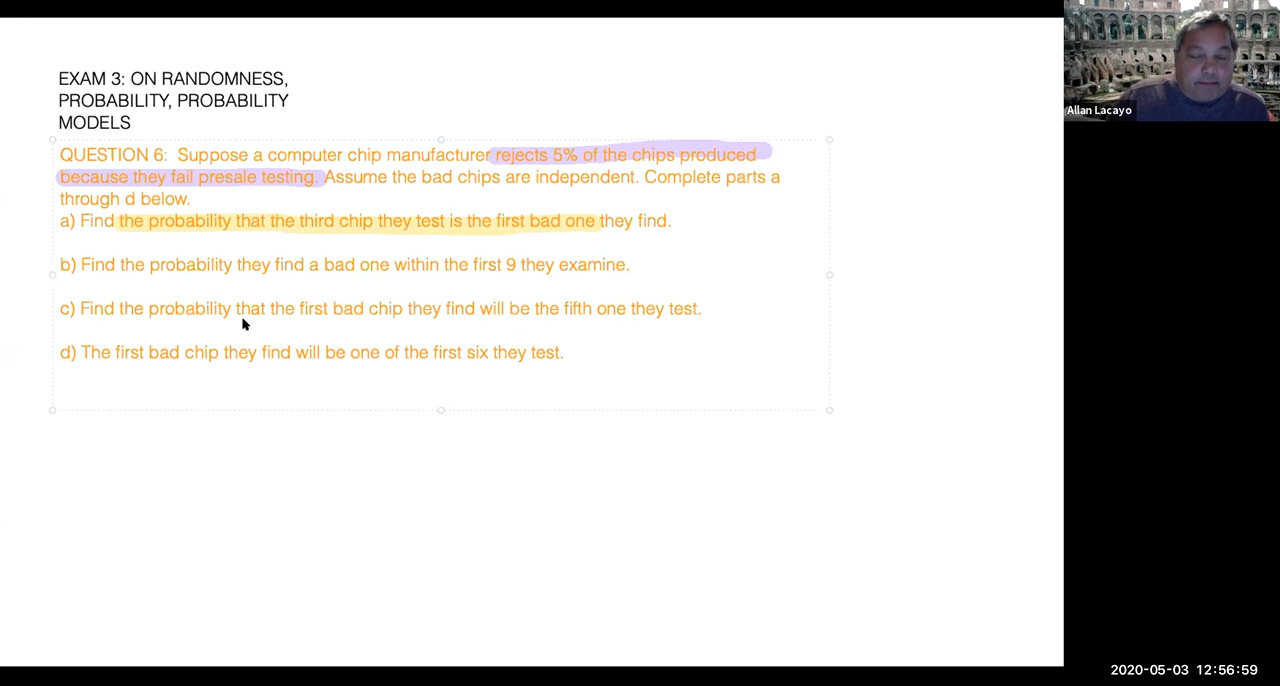 EXAM 3: ON RANDOMNESS,
PROBABILITY, PROBABILITY
MODELS
QUESTION 6: Suppose a computer chip manufacturer rejects 5% of the chips produced
because they fail presale testing. Assume the bad chips are independent. Complete parts a
through d below.
a) Find the probability that the third chip they test is the first bad one they find.
b) Find the probability they find a bad one within the first 9 they examine.
c) Find the probability that the first bad chip they find will be the fifth one they test.
d) The first bad chip they find will be one of the first six they test.
Allan Lacayo
2020-05-03 12:56:59